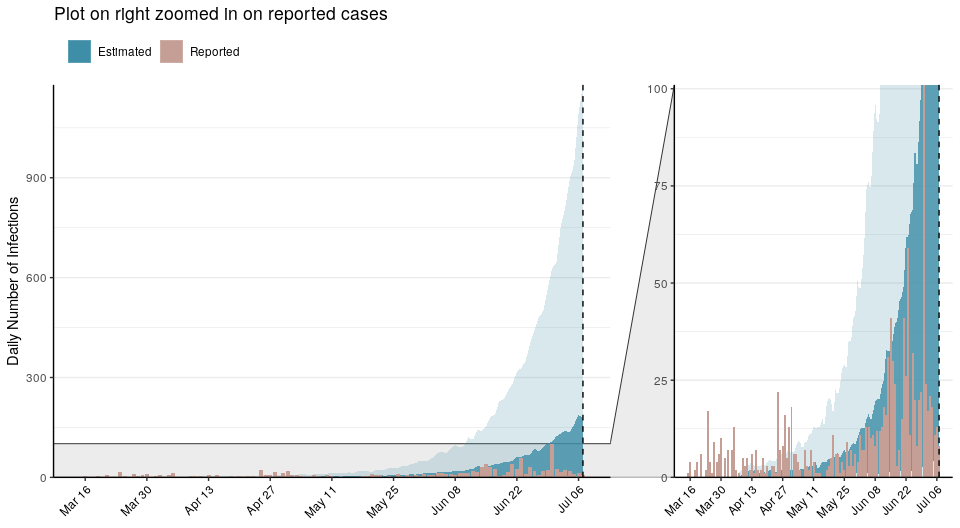 Plot on right zoomed in on reported cases
Estimated
Reported
Daily Number of Infections
900
600
300
0
Mar 16
Mar 30
Apr 13
Apr 27
May 11
May 25
Jun 08
Jun 22
Jul 06
100
75
50
25
0
Mar 16
Mar 30
Apr 13
Apr 27
May 11
May 25
Jun 08
Jun 22
Jul 06